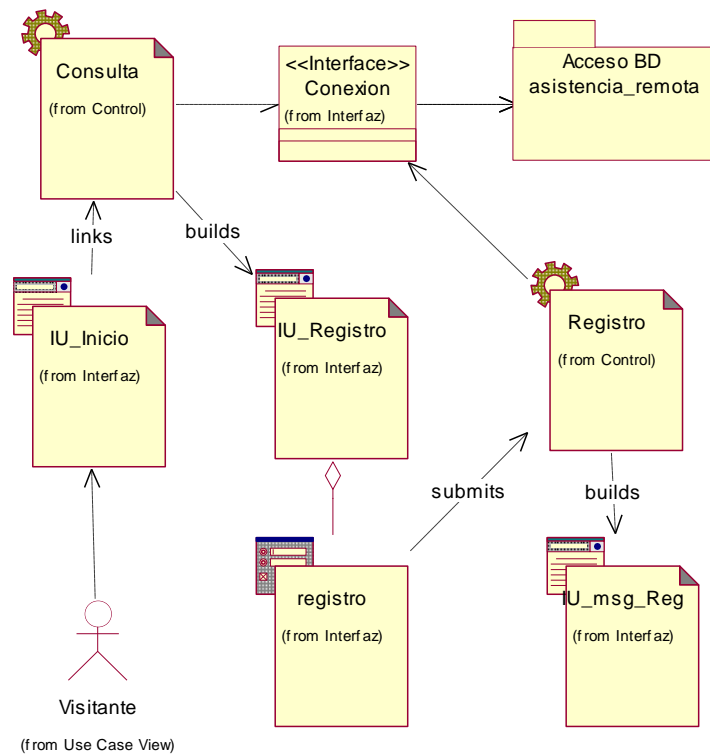 Consulta
(from Control)
<<Interface>>
Conexion
(from Interfaz)
Acceso BD
asistencia_remota
links
builds
IU_Inicio
(from Interfaz)
IU_Registro
(from Interfaz)
Registro
(from Control)
submits
builds
registro
(from Interfaz)
IU_msg_Reg
(from Interfaz)
Visitante
(from Use Case View)